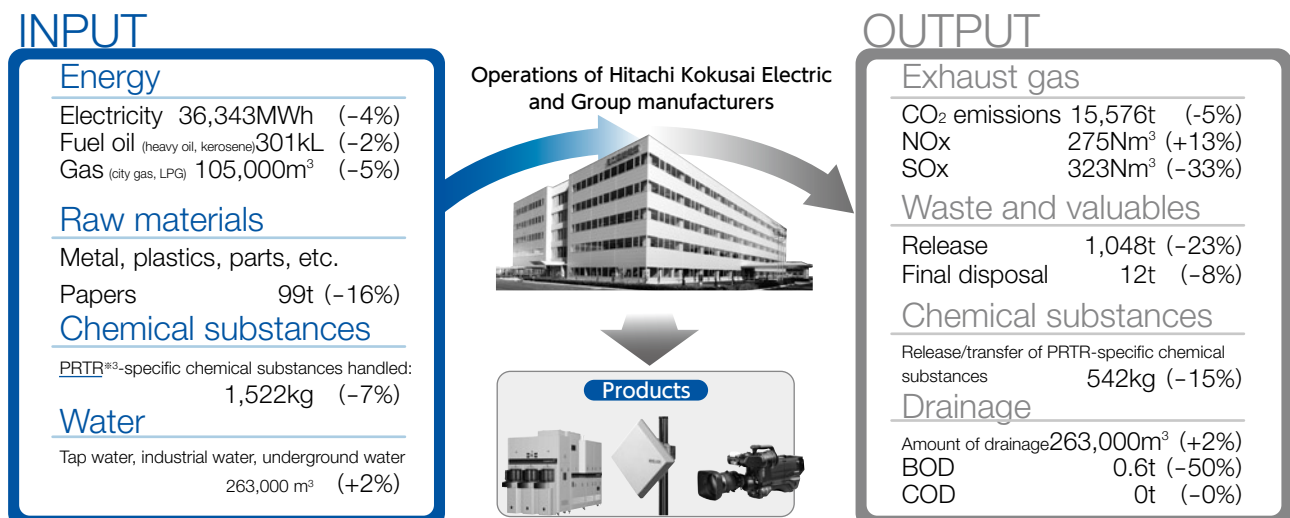 INPUT
Energy
Electricity 36,343MWh (-4%)
Fuel oil (heavy oil, kerosene)301kL (-2%)
Gas (city gas, LPG) 105,000m³ (-5%)
Raw materials
Metal, plastics, parts, etc.
Papers 99t (-16%)
Chemical substances
PRTR※3-specific chemical substances handled:
1,522kg (-7%)
Water
Tap water, industrial water, underground water
263,000 m³ (+2%)
Operations of Hitachi Kokusai Electric
and Group manufacturers
Products
OUTPUT
Exhaust gas
CO₂ emissions 15,576t (-5%)
NOx 275Nm³ (+13%)
SOx 323Nm³ (-33%)
Waste and valuables
Release 1,048t (-23%)
Final disposal 12t (-8%)
Chemical substances
Release/transfer of PRTR-specific chemical
substances 542kg (-15%)
Drainage
Amount of drainage263,000m³ (+2%)
BOD 0.6t (-50%)
COD 0t (-0%)